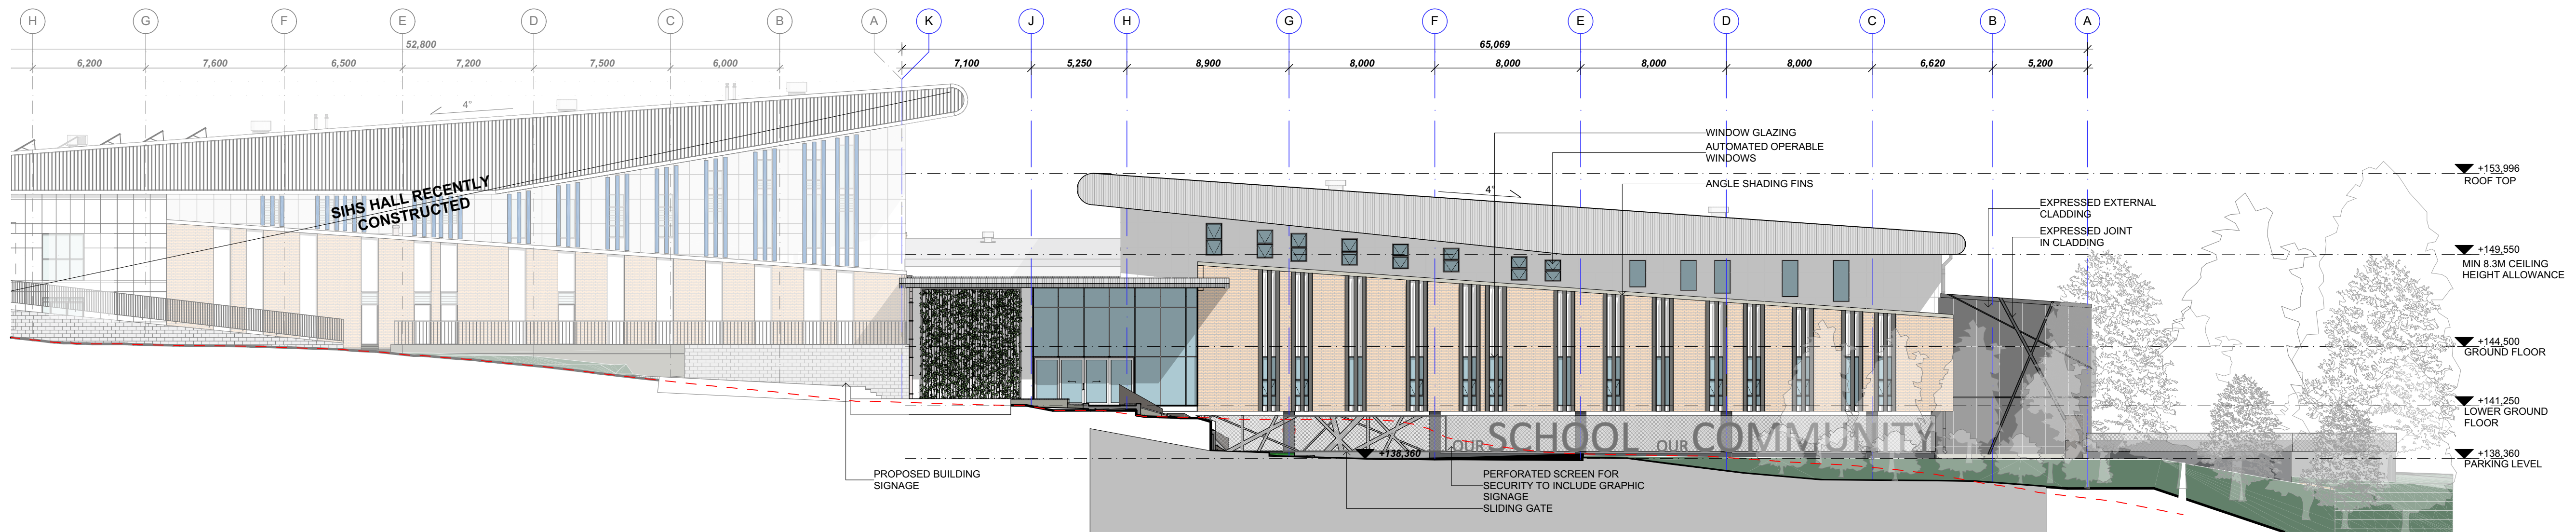 H G F E D C B A K J H G F E D C B A
52,800 65,069
6,200 7,600 6,500 7,200 7,500 6,000 7,100 5,250 8,900 8,000 8,000 8,000 8,000 6,620 5,200
4°
SIHS HALL RECENTLY
CONSTRUCTED
WINDOW GLAZING
AUTOMATED OPERABLE
WINDOWS
ANGLE SHADING FINS
4°
EXPRESSED EXTERNAL
CLADDING
EXPRESSED JOINT
IN CLADDING
+153,996
ROOF TOP
+149,550
MIN 8.3M CEILING
HEIGHT ALLOWANCE
+144,500
GROUND FLOOR
+141,250
LOWER GROUND
FLOOR
+138,360
PARKING LEVEL
OUR SCHOOL OUR COMMUNITY
+138,360
PROPOSED BUILDING
SIGNAGE
PERFORATED SCREEN FOR
SECURITY TO INCLUDE GRAPHIC
SIGNAGE
SLIDING GATE